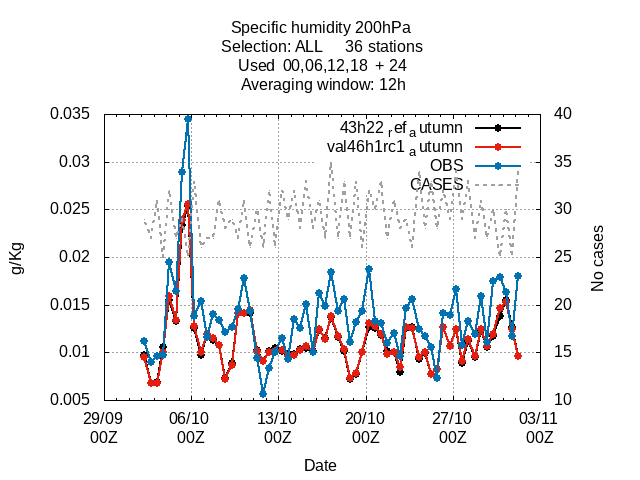 Specific humidity 200hPa
Selection: ALL 36 stations
Used 00,06,12,18 + 24
Averaging window: 12h
0.035 40
43h22_ref_autumn
val46h1rc1_autumn
0.03 35
OBS
CASES
0.025 30
g/Kg
0.02 25
No cases
0.015 20
0.01 15
0.005 10
29/09 06/10 13/10 20/10 27/10 03/11
00Z 00Z 00Z 00Z 00Z 00Z
Date